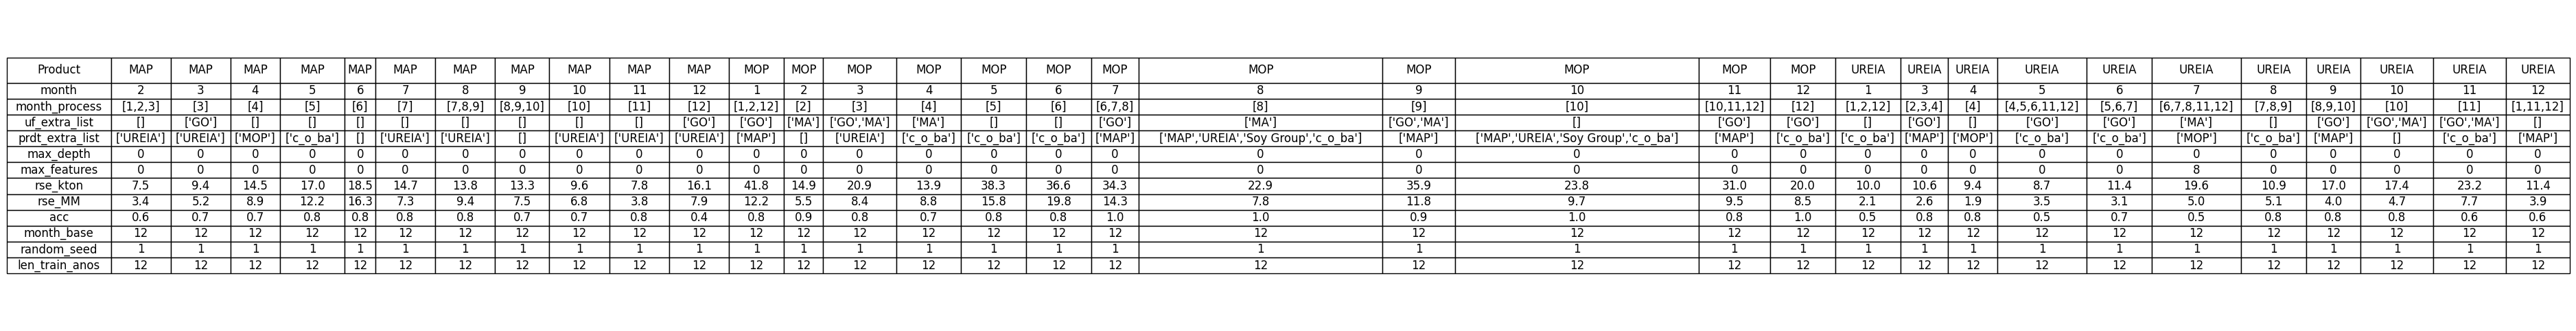 Product MAP MAP MAP MAP MAP MAP MAP MAP MAP MAP MAP MOP MOP MOP MOP MOP MOP MOP MOP MOP MOP MOP MOP UREIA UREIA UREIA UREIA UREIA UREIA UREIA UREIA UREIA UREIA UREIA
month 2 3 4 5 6 7 8 9 10 11 12 1 2 3 4 5 6 7 8 9 10 11 12 1 3 4 5 6 7 8 9 10 11 12
month_process [1,2,3] [3] [4] [5] [6] [7] [7,8,9] [8,9,10] [10] [11] [12] [1,2,12] [2] [3] [4] [5] [6] [6,7,8] [8] [9] [10] [10,11,12] [12] [1,2,12] [2,3,4] [4] [4,5,6,11,12] [5,6,7] [6,7,8,11,12] [7,8,9] [8,9,10] [10] [11] [1,11,12]
uf_extra_list [] ['GO'] [] [] [] [] [] [] [] [] ['GO'] ['GO'] ['MA'] ['GO','MA'] ['MA'] [] [] ['GO'] ['MA'] ['GO','MA'] [] ['GO'] ['GO'] [] ['GO'] [] ['GO'] ['GO'] ['MA'] [] ['GO'] ['GO','MA'] ['GO','MA'] []
prdt_extra_list ['UREIA'] ['UREIA'] ['MOP'] ['c_o_ba'] [] ['UREIA'] ['UREIA'] [] ['UREIA'] ['UREIA'] ['UREIA'] ['MAP'] [] ['UREIA'] ['c_o_ba'] ['c_o_ba'] ['c_o_ba'] ['MAP'] ['MAP','UREIA','Soy Group','c_o_ba'] ['MAP'] ['MAP','UREIA','Soy Group','c_o_ba'] ['MAP'] ['c_o_ba'] ['c_o_ba'] ['MAP'] ['MOP'] ['c_o_ba'] ['c_o_ba'] ['MOP'] ['c_o_ba'] ['MAP'] [] ['c_o_ba'] ['MAP']
max_depth 0 0 0 0 0 0 0 0 0 0 0 0 0 0 0 0 0 0 0 0 0 0 0 0 0 0 0 0 0 0 0 0 0 0
max_features 0 0 0 0 0 0 0 0 0 0 0 0 0 0 0 0 0 0 0 0 0 0 0 0 0 0 0 0 8 0 0 0 0 0
rse_kton 7.5 9.4 14.5 17.0 18.5 14.7 13.8 13.3 9.6 7.8 16.1 41.8 14.9 20.9 13.9 38.3 36.6 34.3 22.9 35.9 23.8 31.0 20.0 10.0 10.6 9.4 8.7 11.4 19.6 10.9 17.0 17.4 23.2 11.4
rse_MM 3.4 5.2 8.9 12.2 16.3 7.3 9.4 7.5 6.8 3.8 7.9 12.2 5.5 8.4 8.8 15.8 19.8 14.3 7.8 11.8 9.7 9.5 8.5 2.1 2.6 1.9 3.5 3.1 5.0 5.1 4.0 4.7 7.7 3.9
acc 0.6 0.7 0.7 0.8 0.8 0.8 0.8 0.7 0.7 0.8 0.4 0.8 0.9 0.8 0.7 0.8 0.8 1.0 1.0 0.9 1.0 0.8 1.0 0.5 0.8 0.8 0.5 0.7 0.5 0.8 0.8 0.8 0.6 0.6
month_base 12 12 12 12 12 12 12 12 12 12 12 12 12 12 12 12 12 12 12 12 12 12 12 12 12 12 12 12 12 12 12 12 12 12
random_seed 1 1 1 1 1 1 1 1 1 1 1 1 1 1 1 1 1 1 1 1 1 1 1 1 1 1 1 1 1 1 1 1 1 1
len_train_anos 12 12 12 12 12 12 12 12 12 12 12 12 12 12 12 12 12 12 12 12 12 12 12 12 12 12 12 12 12 12 12 12 12 12